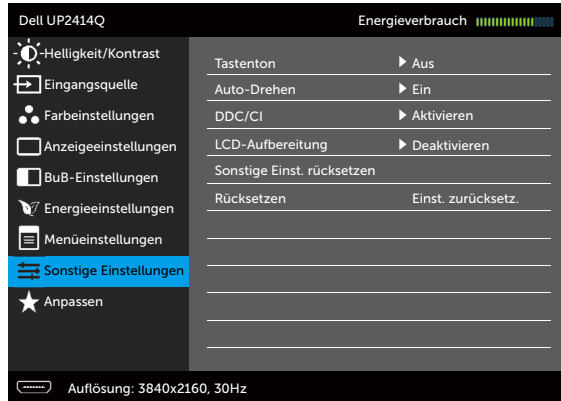 Dell UP2414Q
Energieverbrauch
Helligkeit/Kontrast
Eingangsquelle
Farbeinstellungen
Anzeigeeinstellungen
BuB-Einstellungen
Energieeinstellungen
Menüeinstellungen
Sonstige Einstellungen
Anpassen
Tastenton Aus
Auto-Drehen Ein
DDC/CI Aktivieren
LCD-Aufbereitung Deaktivieren
Sonstige Einst. rücksetzen
Rücksetzen Einst. zurücksetz.
Auflösung: 3840x2160, 30Hz